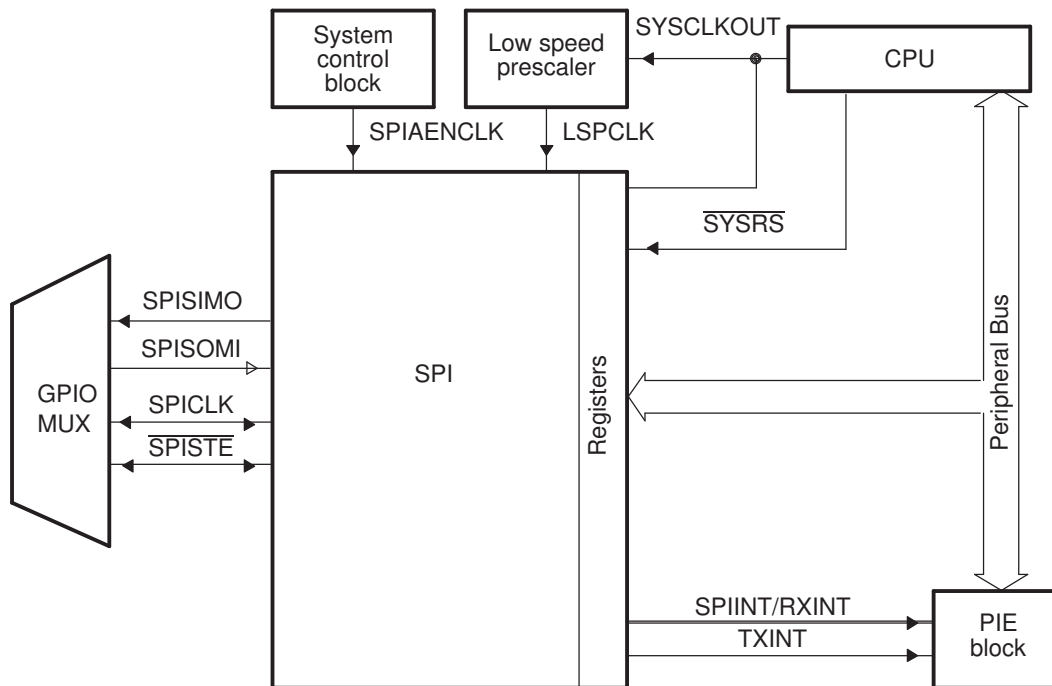 System
control
block
Low speed
prescaler
SYSCLKOUT
CPU
SPIAENCLK
LSPCLK
SYSRS
SPISIMO
SPISOMI
GPIO
MUX
SPICLK
SPISTE
SPI
Registers
Peripheral Bus
SPIINT/RXINT
TXINT
PIE
block